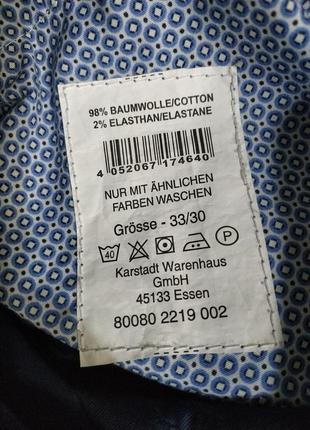 98% BAUMWOLLE/COTTON
2% ELASTHAN/ELASTANE
4 052067 174640
NUR MIT ÄHNLICHEN
FARBEN WASCHEN
Grösse - 33/30
40 P
Karstadt Warenhaus
GmbH
45133 Essen
80080 2219 002